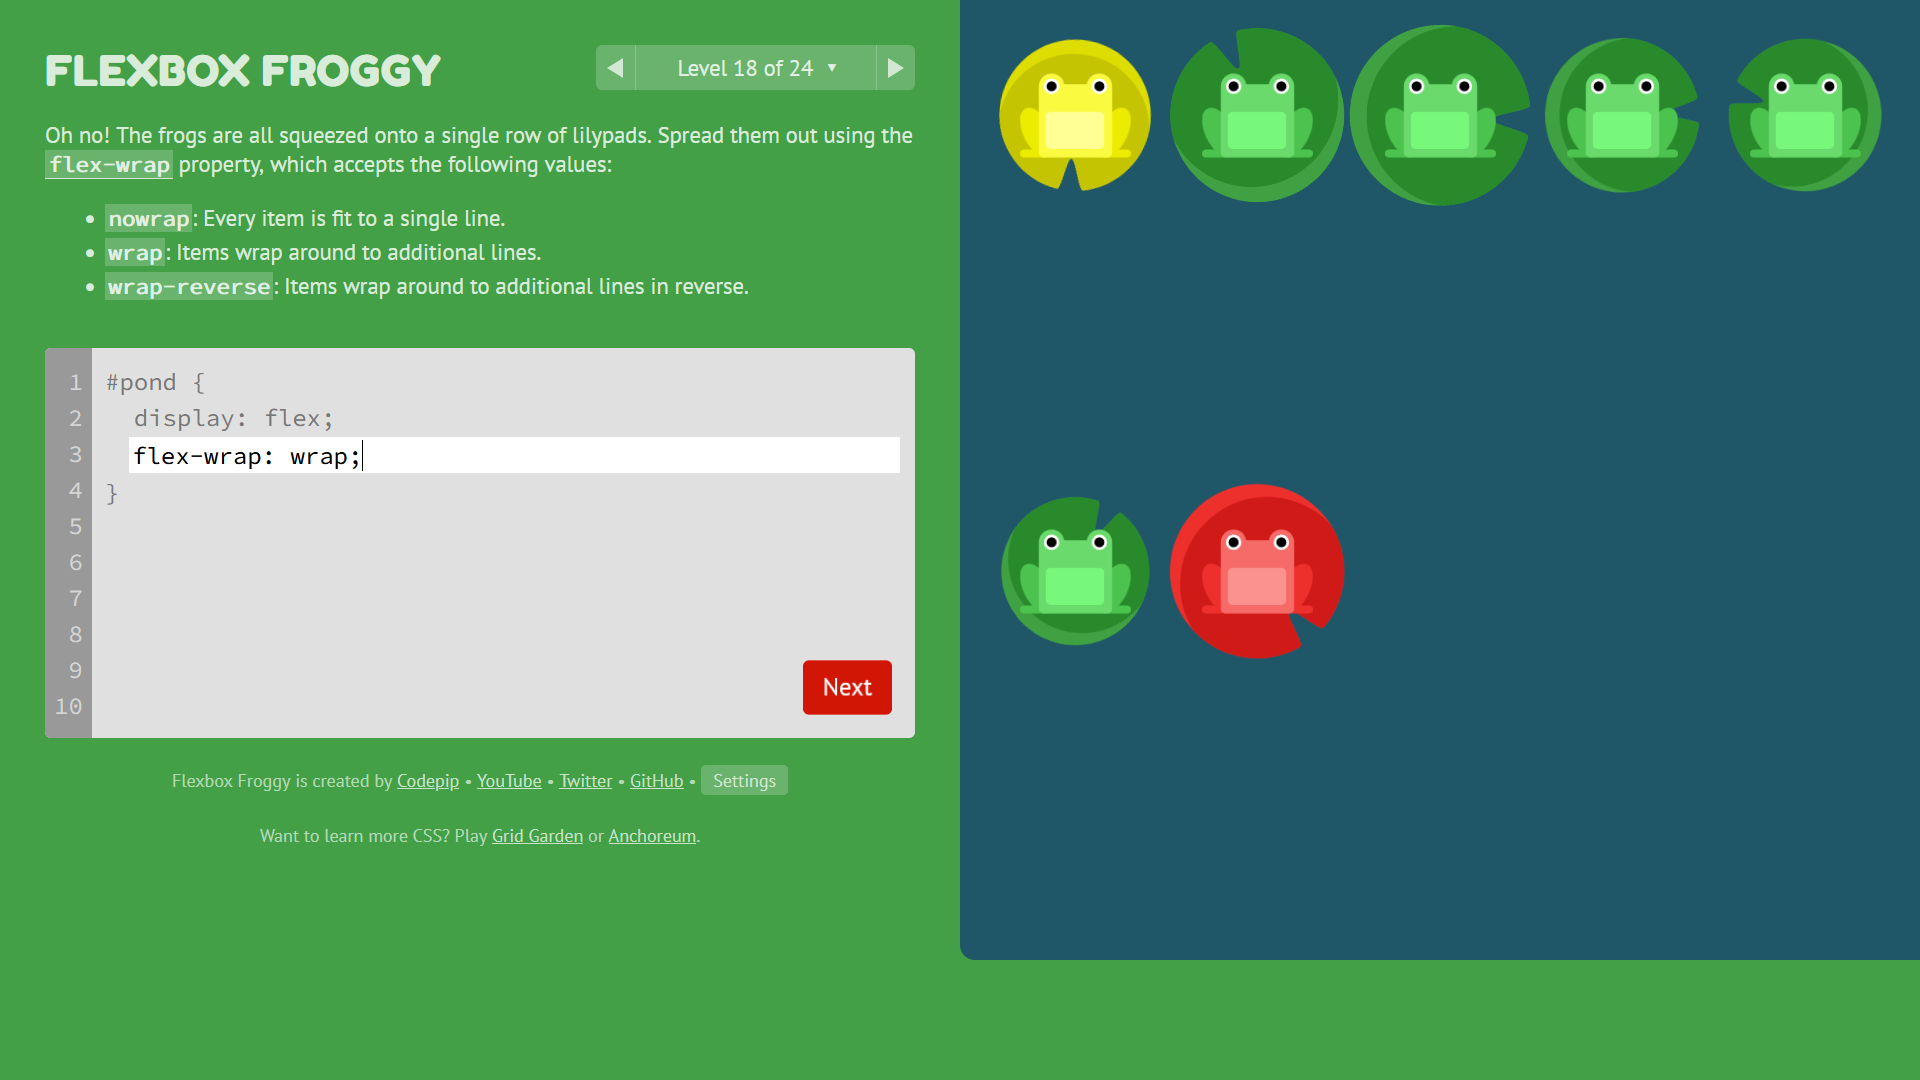 FLEXBOX FROGGY
Level 18 of 24 ▼
Oh no! The frogs are all squeezed onto a single row of lilypads. Spread them out using the
flex-wrap property, which accepts the following values:
• nowrap: Every item is fit to a single line.
• wrap: Items wrap around to additional lines.
• wrap-reverse: Items wrap around to additional lines in reverse.
1 #pond {
2 display: flex;
3 flex-wrap: wrap;
4 }
5
6
7
8
9
10
Next
Flexbox Froggy is created by Codepip • YouTube • Twitter • GitHub • Settings
Want to learn more CSS? Play Grid Garden or Anchoreum.